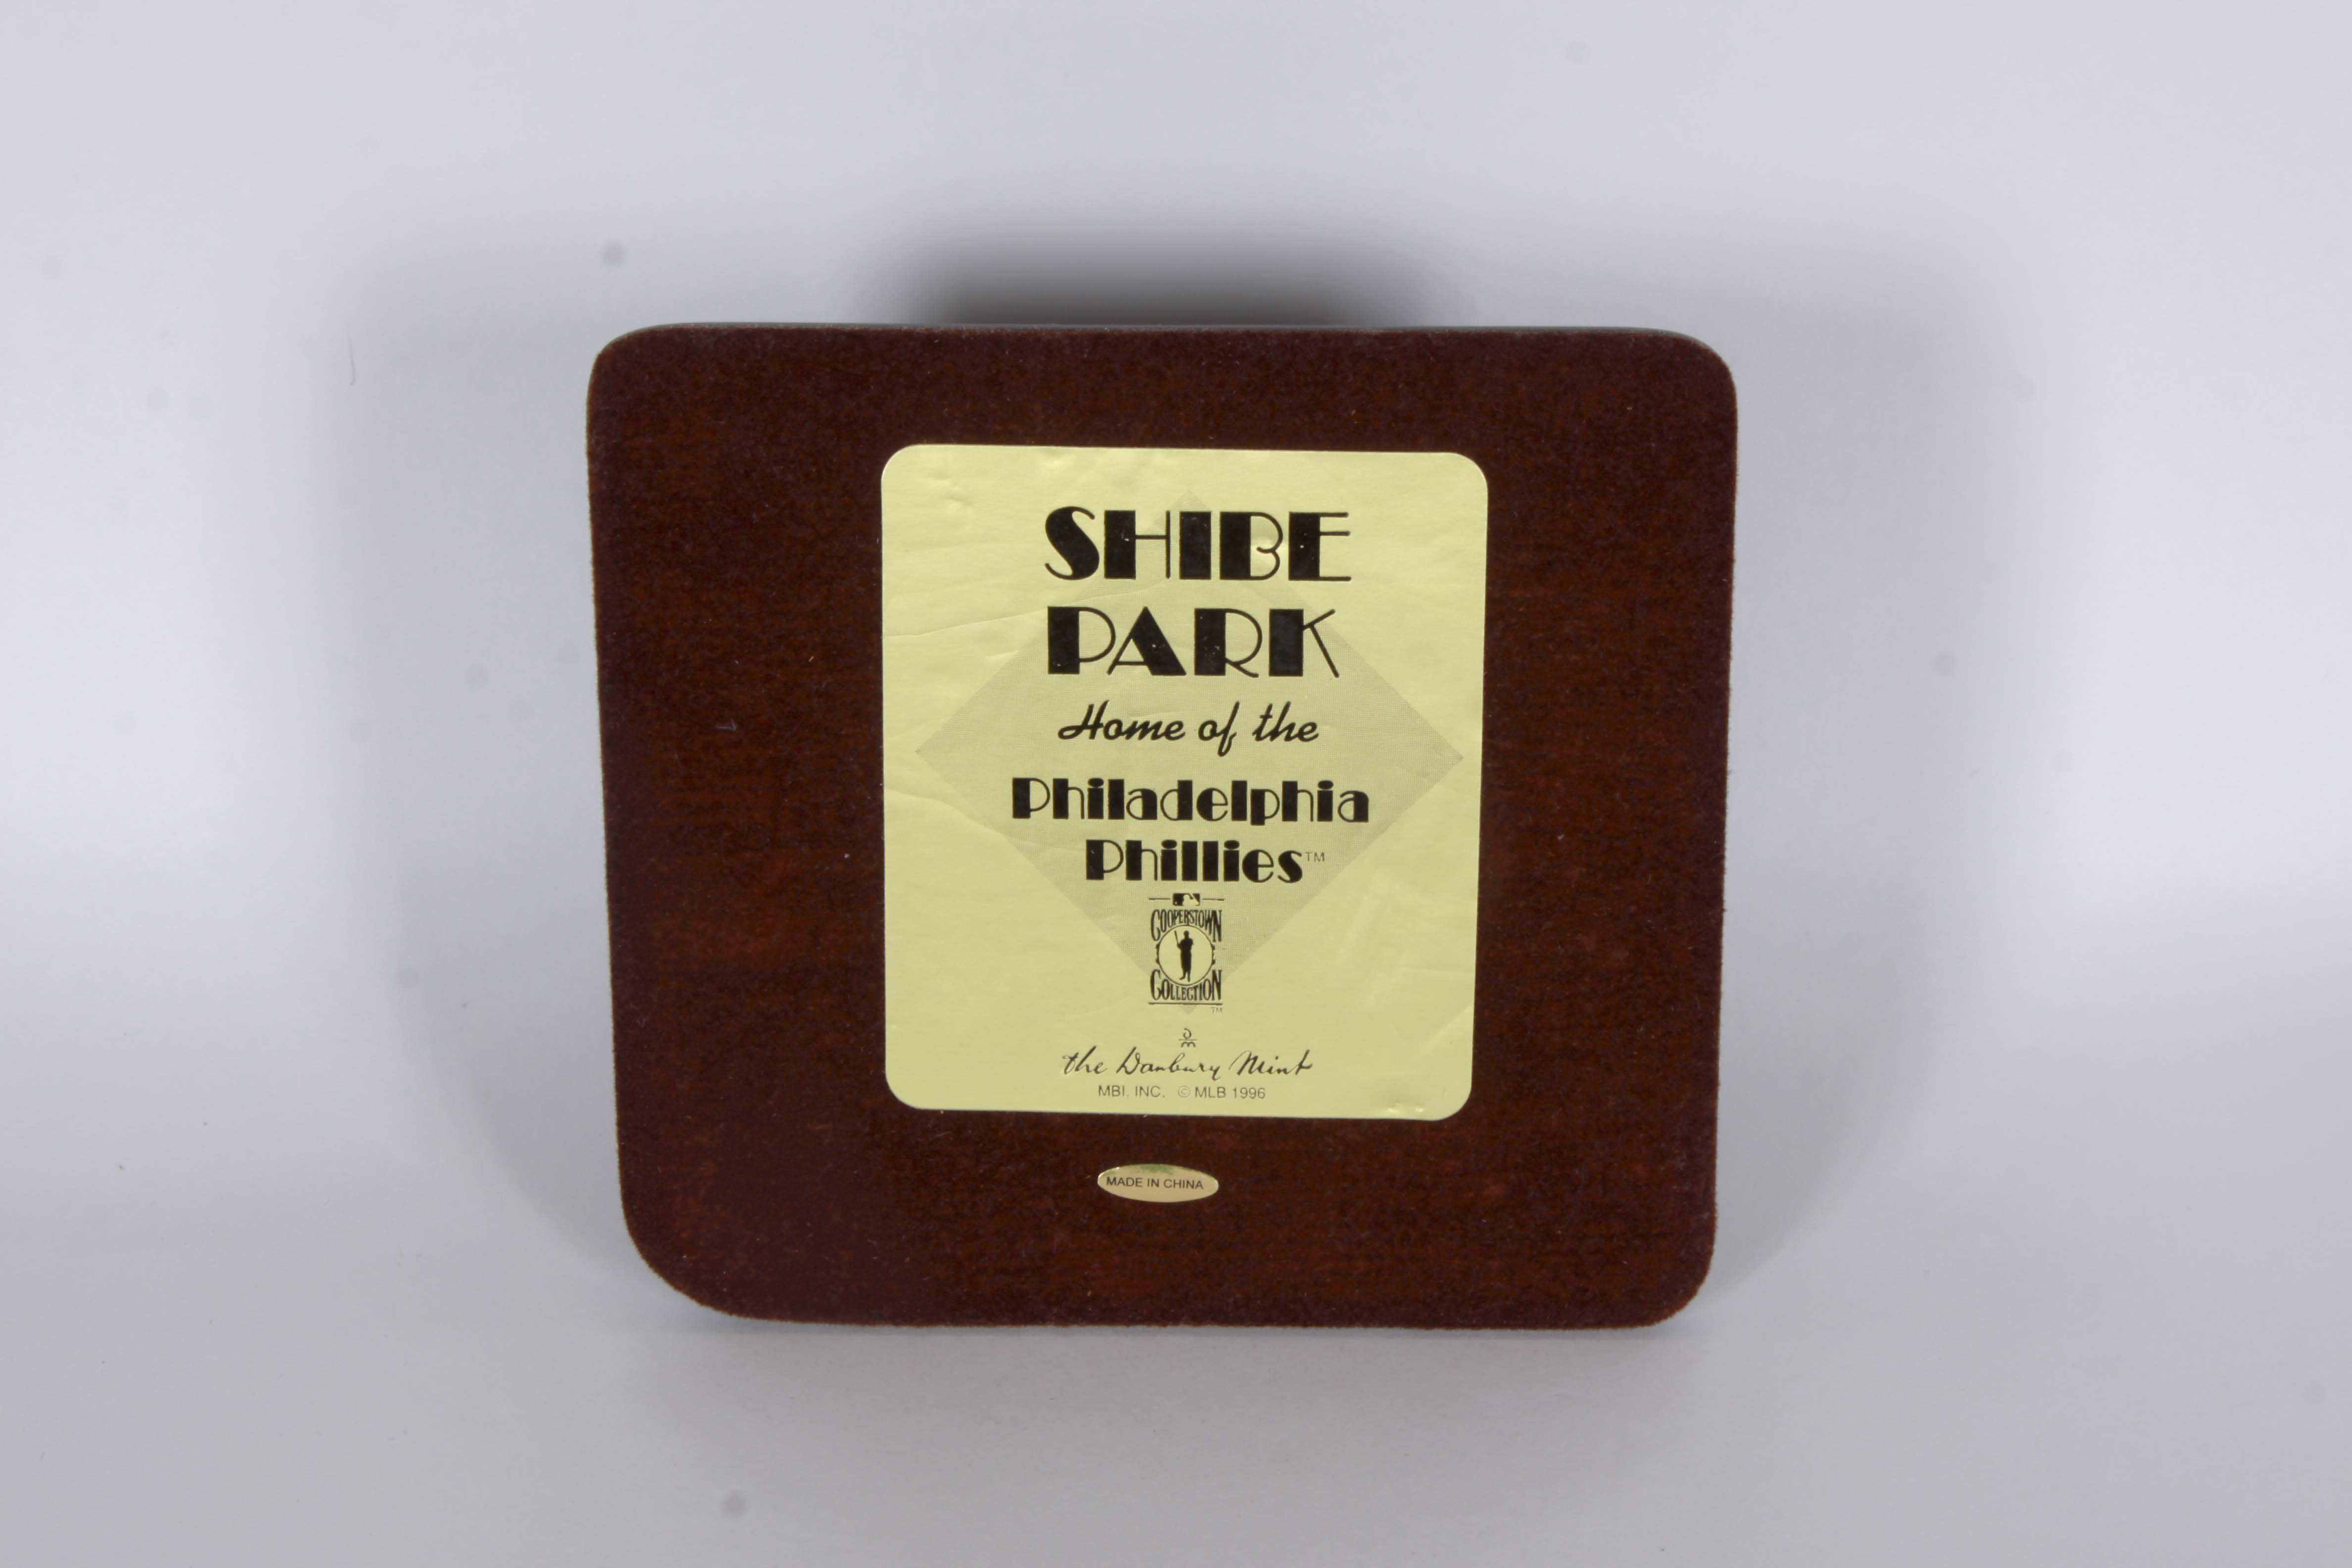 SHIBE
PARK
Home of the
Philadelphia
Phillies™
COOPERSTOWN
COLLECTION
TM
the Danbury Mint
MBI, INC. © MLB 1996
MADE IN CHINA